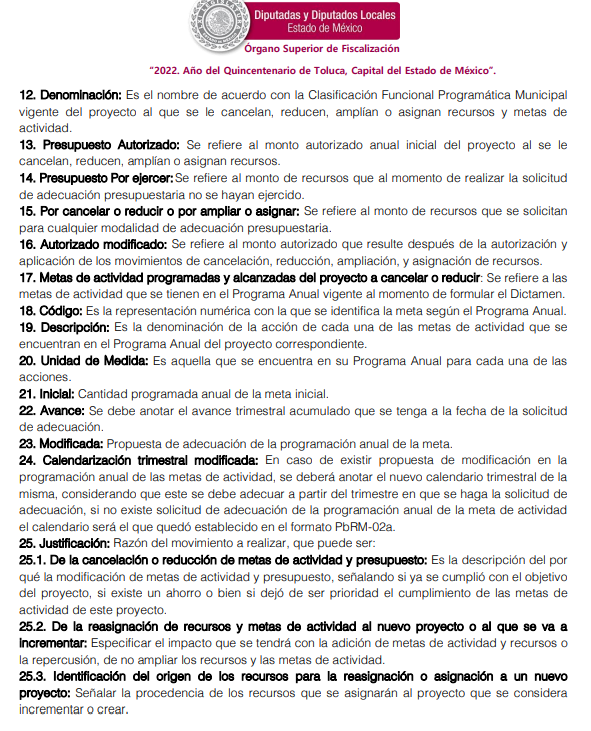 Diputadas y Diputados Locales
Estado de México
Órgano Superior de Fiscalización
"2022. Año del Quincentenario de Toluca, Capital del Estado de México".
12. Denominación: Es el nombre de acuerdo con la Clasificación Funcional Programática Municipal
vigente del proyecto al que se le cancelan, reducen, amplían o asignan recursos y metas de
actividad.
13. Presupuesto Autorizado: Se refiere al monto autorizado anual inicial del proyecto al se le
cancelan, reducen, amplían o asignan recursos.
14. Presupuesto Por ejercer: Se refiere al monto de recursos que al momento de realizar la solicitud
de adecuación presupuestaria no se hayan ejercido.
15. Por cancelar o reducir o por ampliar o asignar: Se refiere al monto de recursos que se solicitan
para cualquier modalidad de adecuación presupuestaria.
16. Autorizado modificado: Se refiere al monto autorizado que resulte después de la autorización y
aplicación de los movimientos de cancelación, reducción, ampliación, y asignación de recursos.
17. Metas de actividad programadas y alcanzadas del proyecto a cancelar o reducir: Se refiere a las
metas de actividad que se tienen en el Programa Anual vigente al momento de formular el Dictamen.
18. Código: Es la representación numérica con la que se identifica la meta según el Programa Anual.
19. Descripción: Es la denominación de la acción de cada una de las metas de actividad que se
encuentran en el Programa Anual del proyecto correspondiente.
20. Unidad de Medida: Es aquella que se encuentra en su Programa Anual para cada una de las
acciones.
21. Inicial: Cantidad programada anual de la meta inicial.
22. Avance: Se debe anotar el avance trimestral acumulado que se tenga a la fecha de la solicitud
de adecuación.
23. Modificada: Propuesta de adecuación de la programación anual de la meta.
24. Calendarización trimestral modificada: En caso de existir propuesta de modificación en la
programación anual de las metas de actividad, se deberá anotar el nuevo calendario trimestral de la
misma, considerando que este se debe adecuar a partir del trimestre en que se haga la solicitud de
adecuación, si no existe solicitud de adecuación de la programación anual de la meta de actividad
el calendario será el que quedó establecido en el formato PbRM-02a.
25. Justificación: Razón del movimiento a realizar, que puede ser:
25.1. De la cancelación o reducción de metas de actividad y presupuesto: Es la descripción del por
qué la modificación de metas de actividad y presupuesto, señalando si ya se cumplió con el objetivo
del proyecto, si existe un ahorro o bien si dejó de ser prioridad el cumplimiento de las metas de
actividad de este proyecto.
25.2. De la reasignación de recursos y metas de actividad al nuevo proyecto o al que se va a
incrementar: Especificar el impacto que se tendrá con la adición de metas de actividad y recursos o
la repercusión, de no ampliar los recursos y las metas de actividad.
25.3. Identificación del origen de los recursos para la reasignación o asignación a un nuevo
proyecto: Señalar la procedencia de los recursos que se asignarán al proyecto que se considera
incrementar o crear.